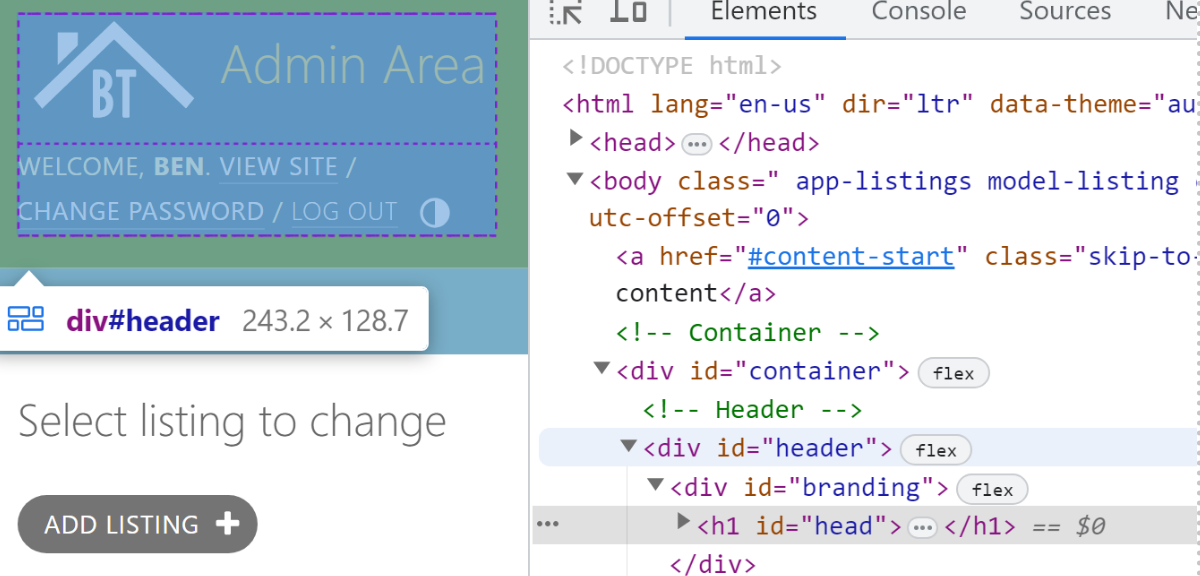 Elements Console Sources Ne
BT Admin Area
WELCOME, BEN. VIEW SITE /
CHANGE PASSWORD / LOG OUT
div#header 243.2 × 128.7
Select listing to change
ADD LISTING
<!DOCTYPE html>
<html lang="en-us" dir="ltr" data-theme="au
<head> ••• </head>
<body class=" app-listings model-listing
utc-offset="0">
<a href="#content-start" class="skip-to-
content</a>
<!-- Container -->
<div id="container"> flex
<!-- Header -->
<div id="header"> flex
<div id="branding"> flex
••• <h1 id="head"> ••• </h1> == $0
</div>